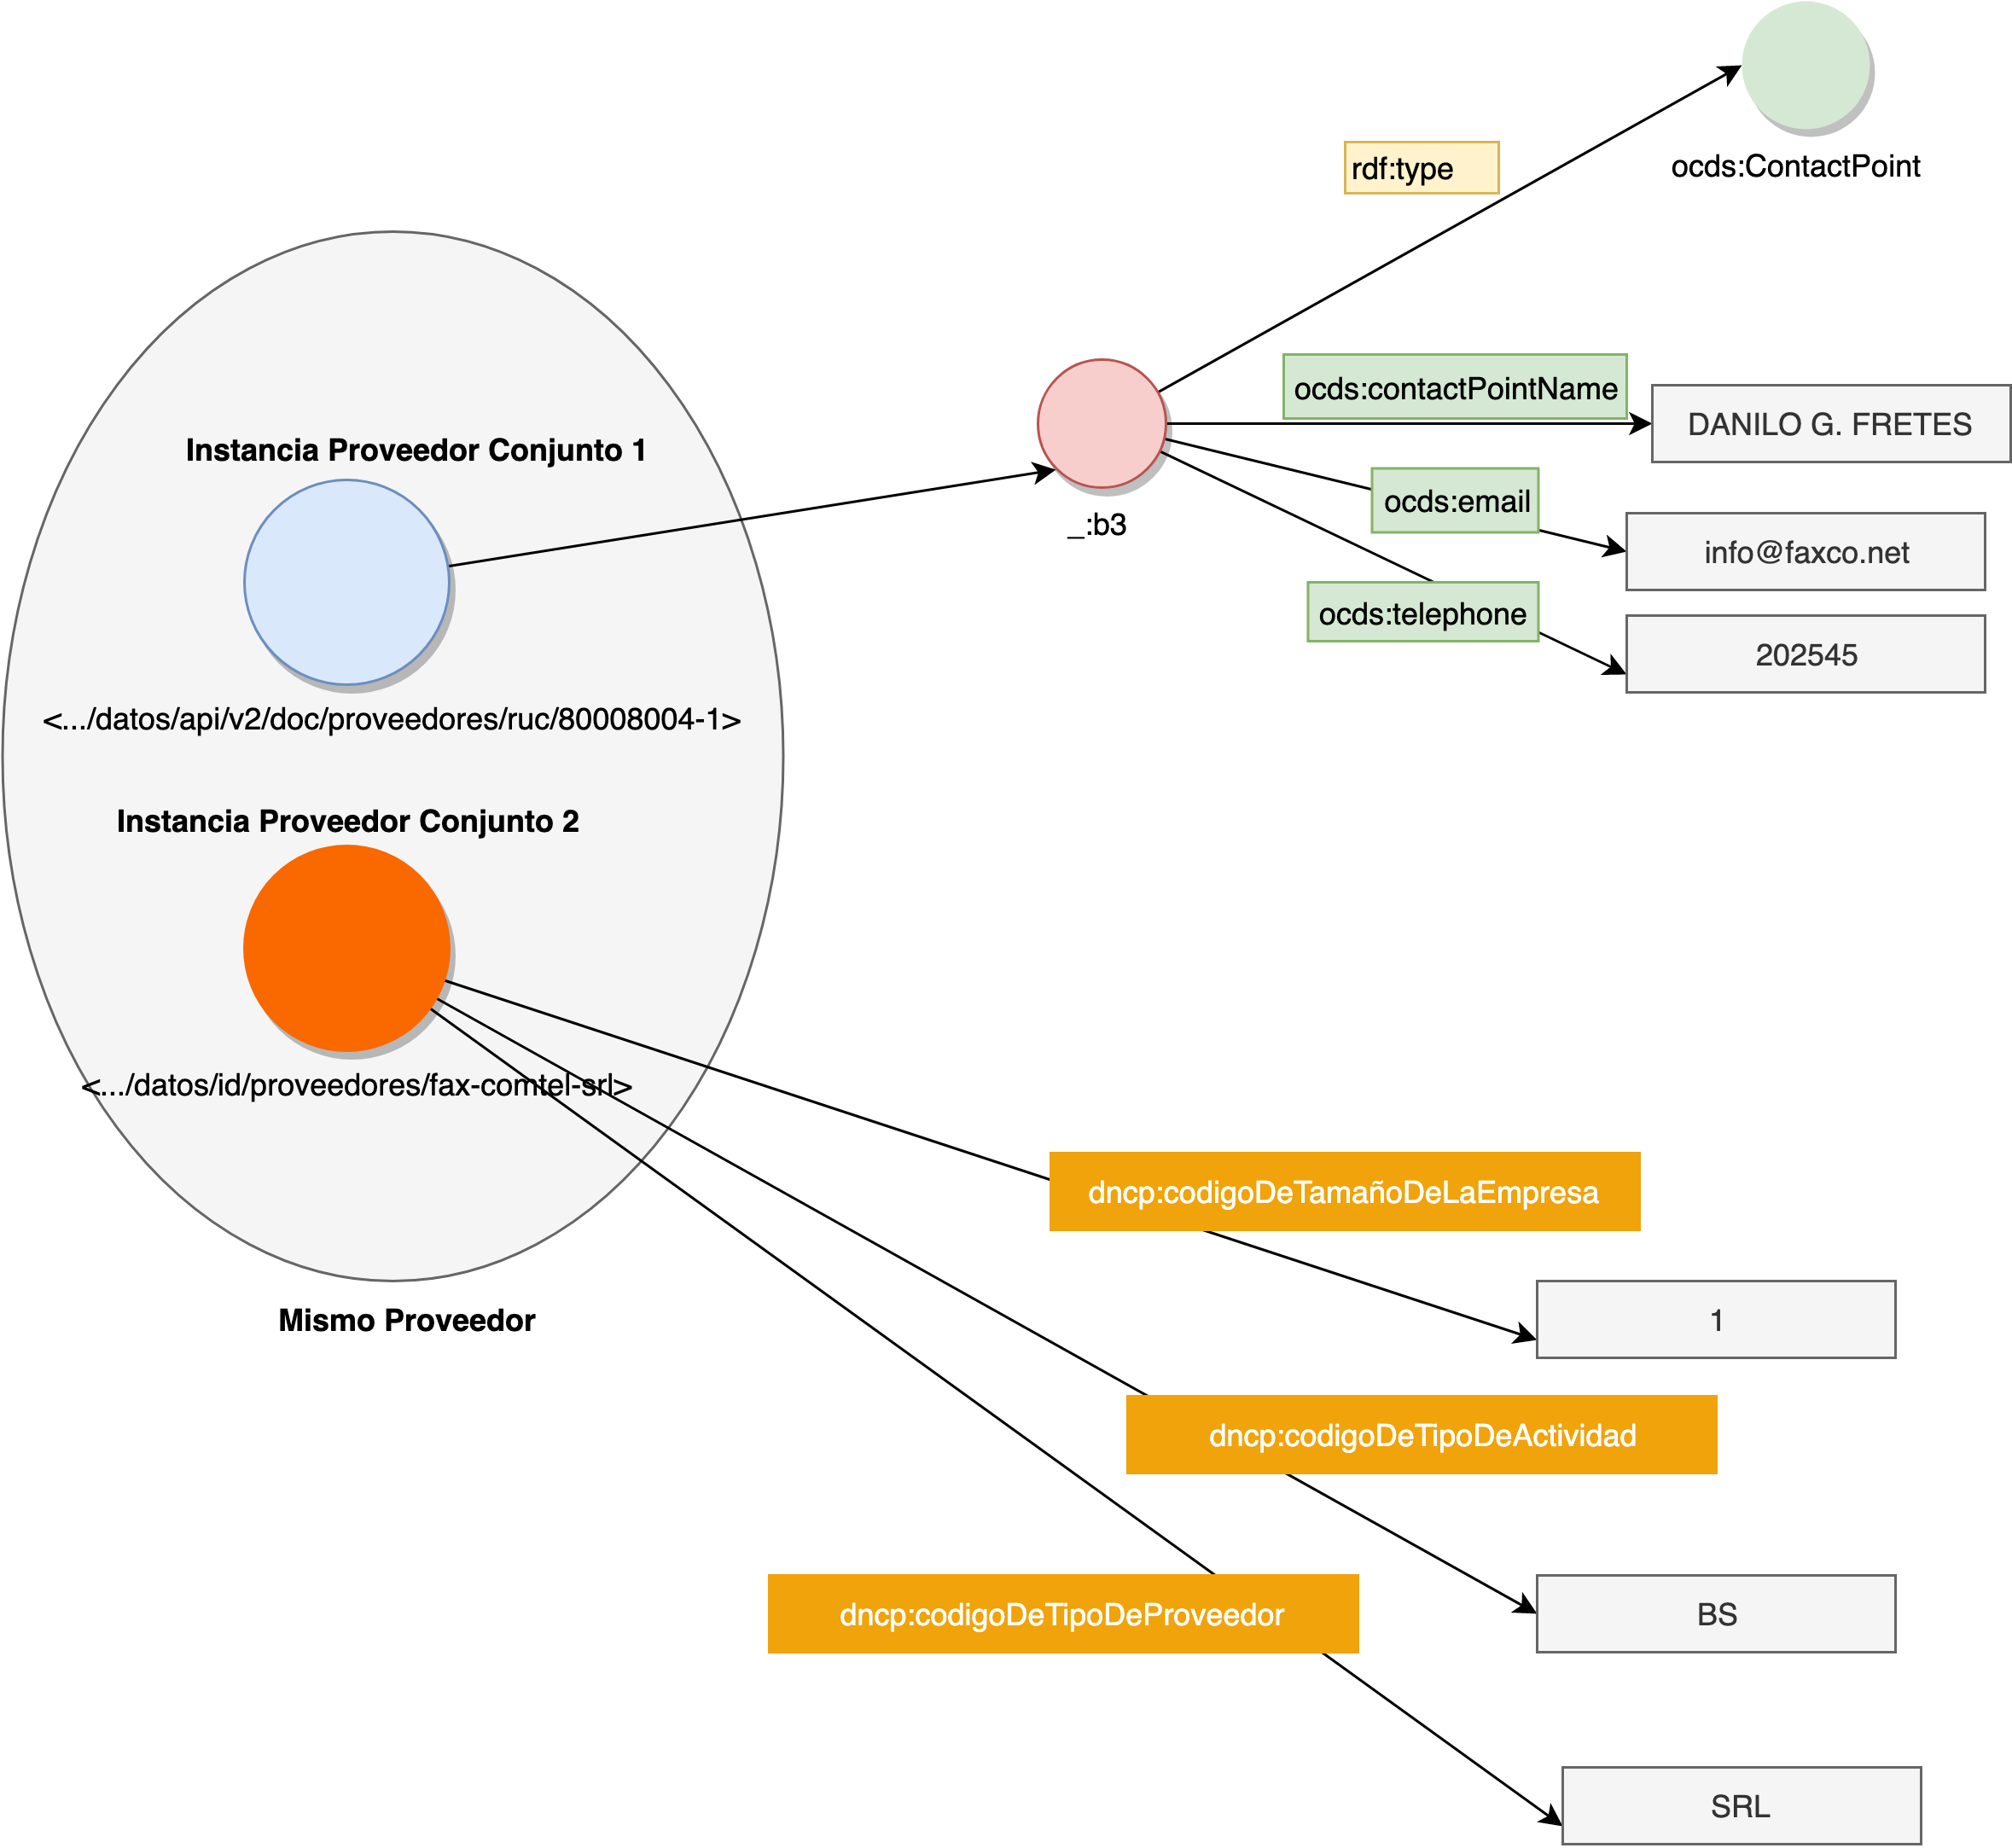 ocds:ContactPoint
rdf:type
ocds:contactPointName
DANILO G. FRETES
Instancia Proveedor Conjunto 1
ocds:email
_:b3
info@faxco.net
ocds:telephone
202545
<.../datos/api/v2/doc/proveedores/ruc/80008004-1>
Instancia Proveedor Conjunto 2
<.../datos/id/proveedores/fax-comtel-srl>
dncp:codigoDeTamañoDeLaEmpresa
Mismo Proveedor
1
dncp:codigoDeTipoDeActividad
dncp:codigoDeTipoDeProveedor
BS
SRL